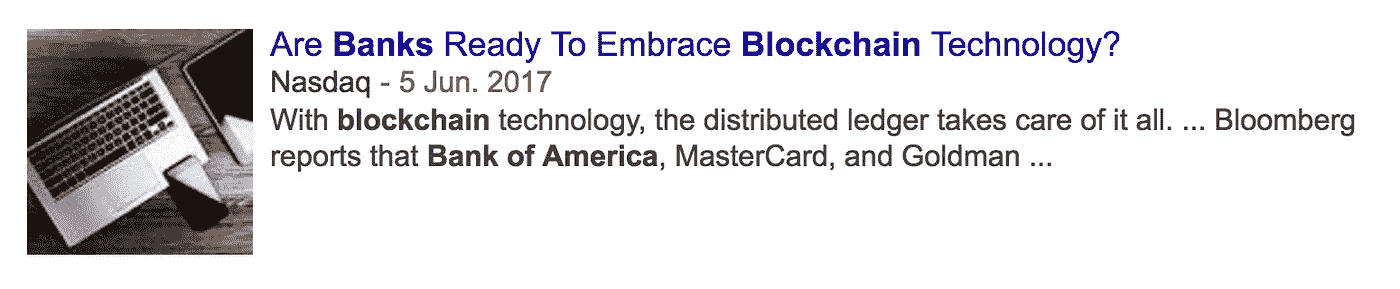 Are Banks Ready To Embrace Blockchain Technology?
Nasdaq - 5 Jun. 2017
With blockchain technology, the distributed ledger takes care of it all. ... Bloomberg
reports that Bank of America, MasterCard, and Goldman ...